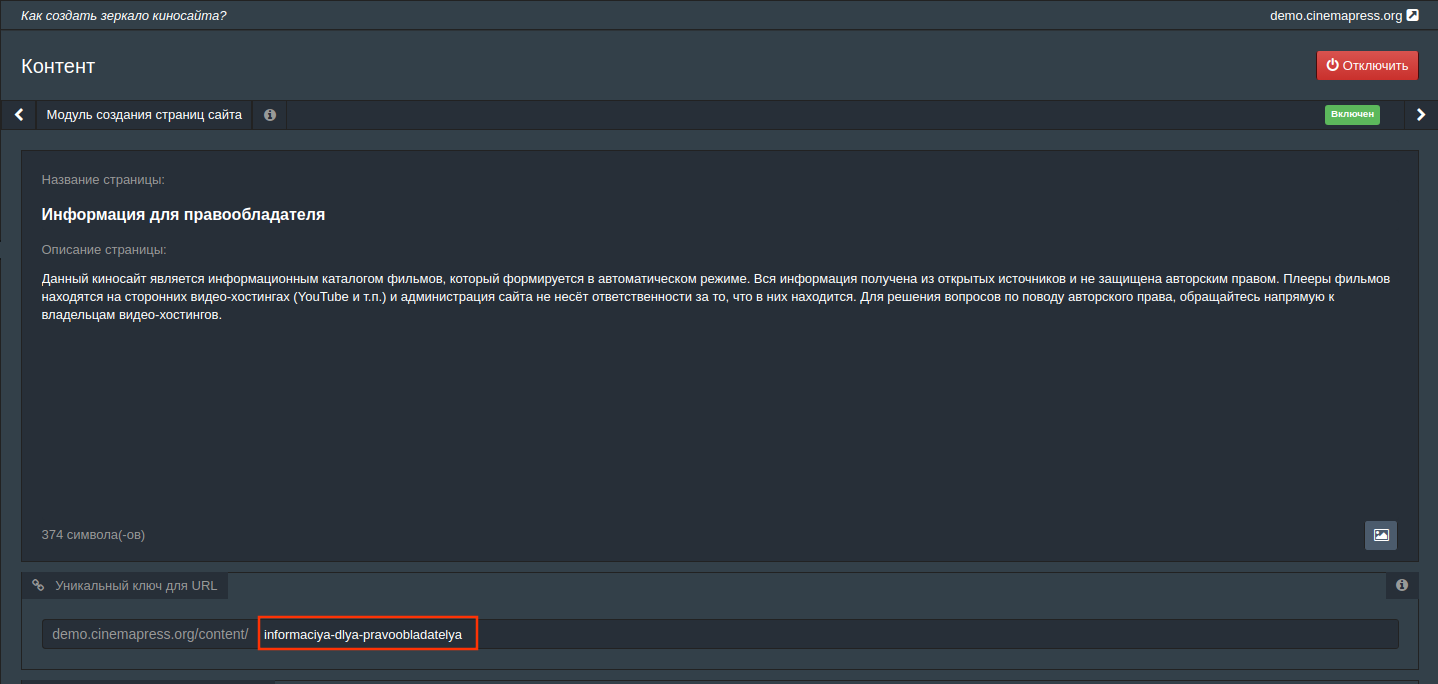 Как создать зеркало киносайта?
demo.cinemapress.org
Контент
Отключить
Модуль создания страниц сайта
Включен
Название страницы:
Информация для правообладателя
Описание страницы:
Данный киносайт является информационным каталогом фильмов, который формируется в автоматическом режиме. Вся информация получена из открытых источников и не защищена авторским правом. Плееры фильмов
находятся на сторонних видео-хостингах (YouTube и т.п.) и администрация сайта не несёт ответственности за то, что в них находится. Для решения вопросов по поводу авторского права, обращайтесь напрямую к
владельцам видео-хостингов.
374 символа(-ов)
Уникальный ключ для URL
demo.cinemapress.org/content/ informaciya-dlya-pravoobladatelya